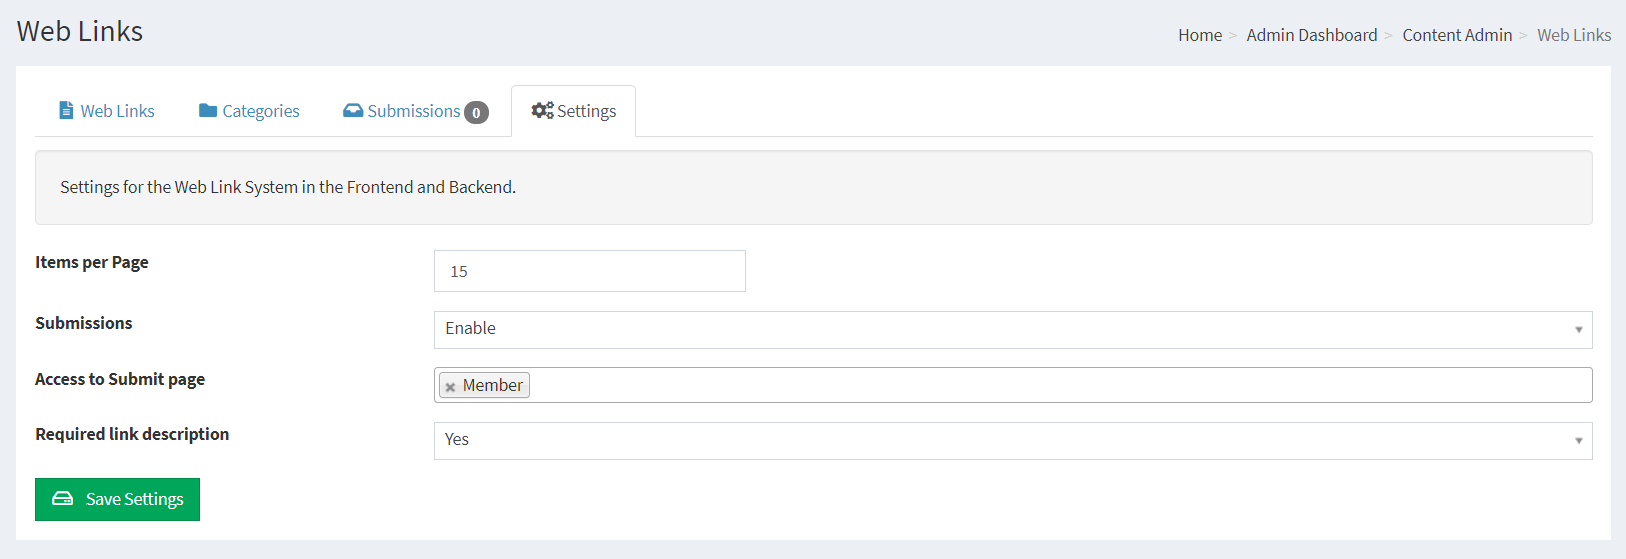 Web Links
Home > Admin Dashboard > Content Admin > Web Links
Web Links Categories Submissions 0 Settings
Settings for the Web Link System in the Frontend and Backend.
Items per Page 15
Submissions Enable
Access to Submit page × Member
Required link description Yes
Save Settings